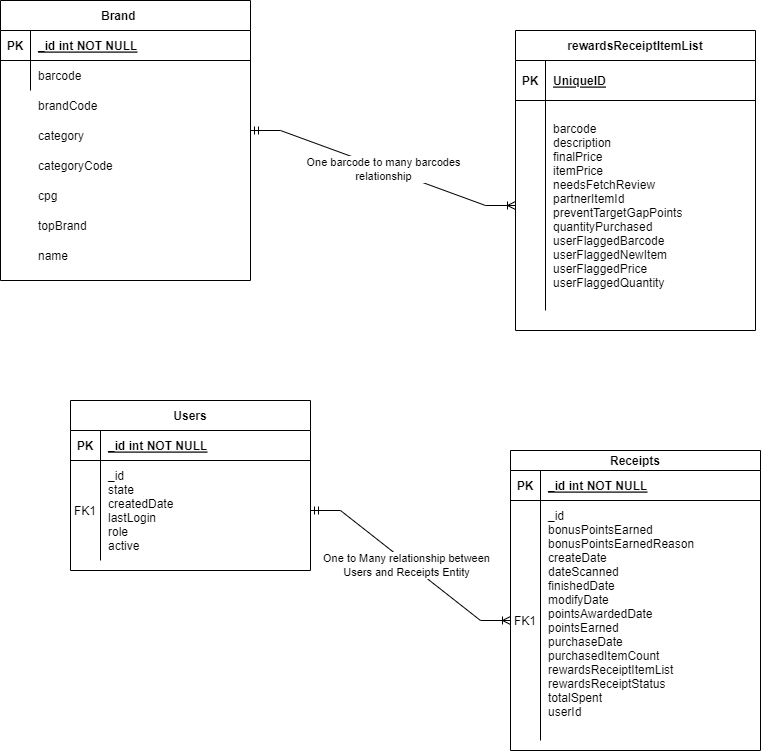 Brand
PK _id int NOT NULL
barcode
brandCode
category
categoryCode
cpg
topBrand
name
One barcode to many barcodes
relationship
rewardsReceiptItemList
PK UniqueID
barcode
description
finalPrice
itemPrice
needsFetchReview
partnerItemId
preventTargetGapPoints
quantityPurchased
userFlaggedBarcode
userFlaggedNewItem
userFlaggedPrice
userFlaggedQuantity
Users
PK _id int NOT NULL
_id
state
FK1 createdDate
lastLogin
role
active
One to Many relationship between
Users and Receipts Entity
Receipts
PK _id int NOT NULL
_id
bonusPointsEarned
bonusPointsEarnedReason
createDate
dateScanned
finishedDate
modifyDate
pointsAwardedDate
FK1 pointsEarned
purchaseDate
purchasedItemCount
rewardsReceiptItemList
rewardsReceiptStatus
totalSpent
userId